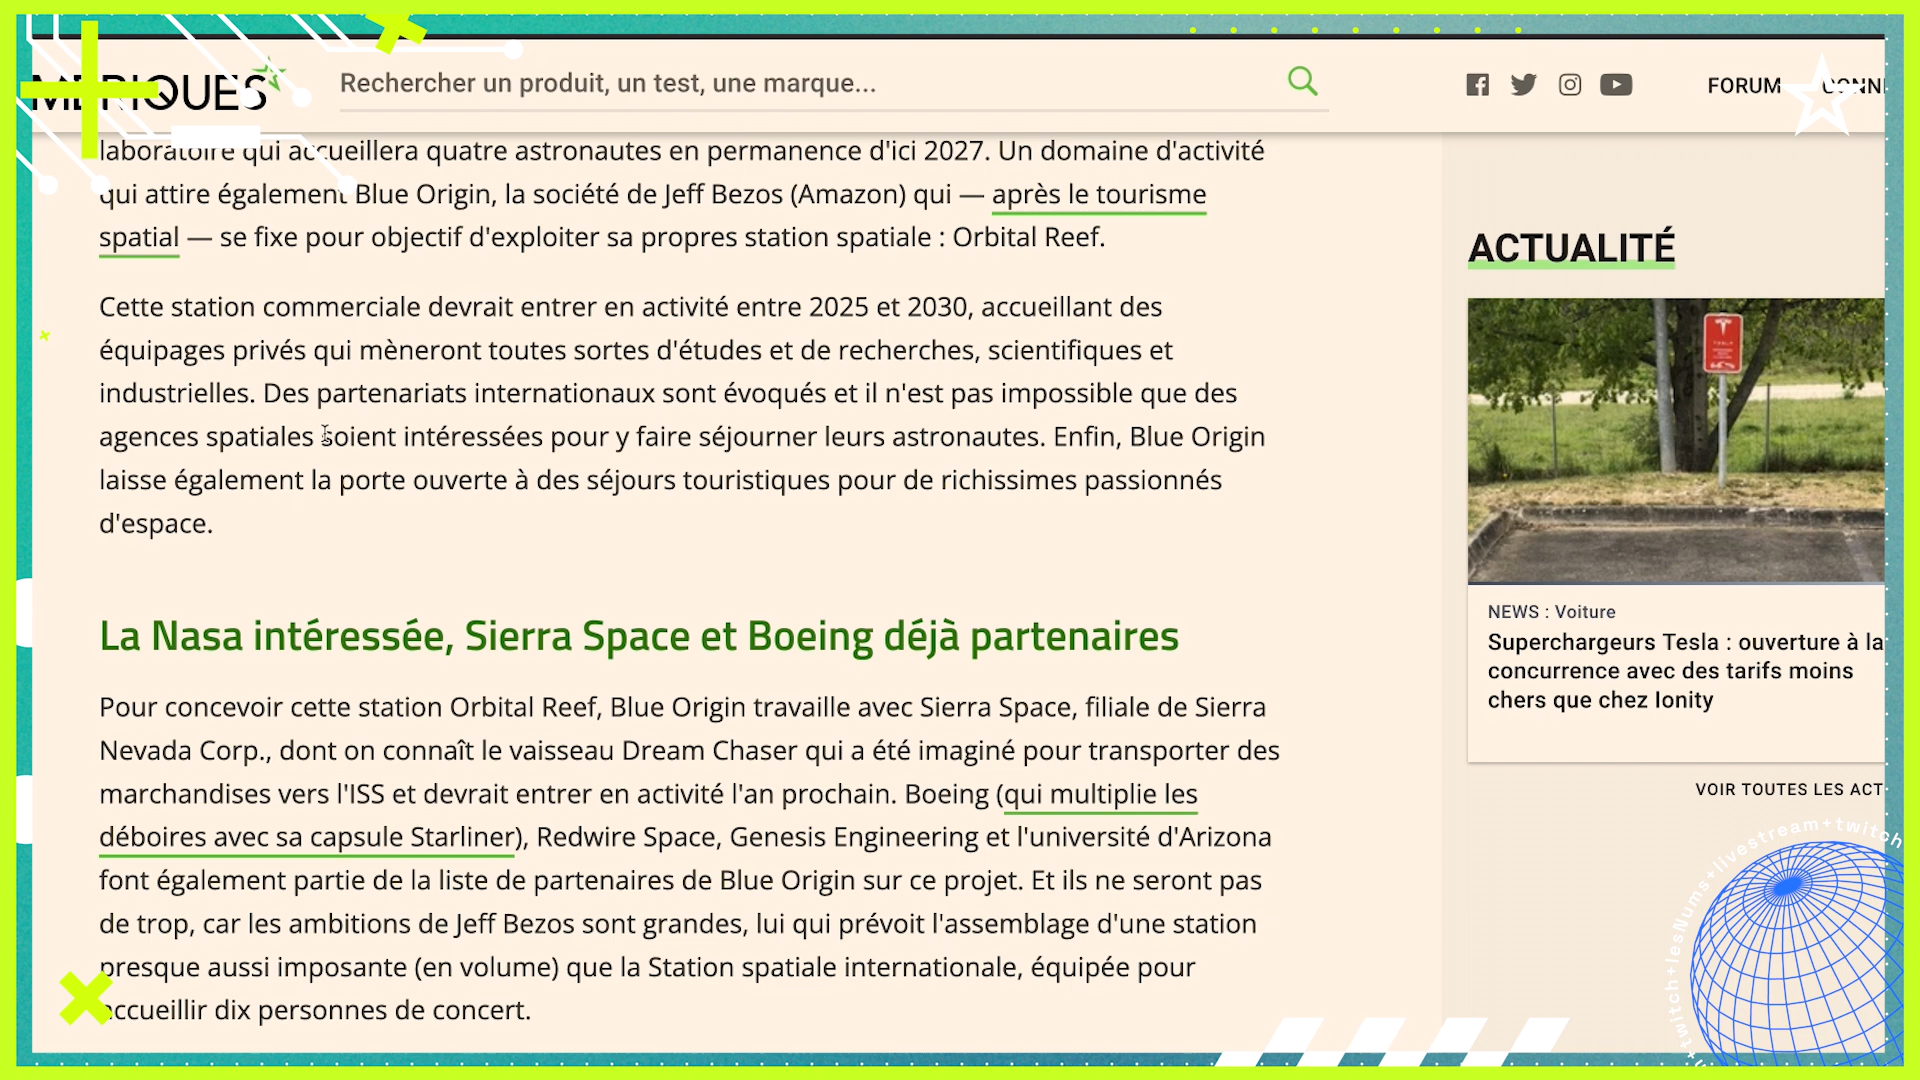 MÉRIQUES
Rechercher un produit, un test, une marque...
FORUM
laboratoire qui accueillera quatre astronautes en permanence d'ici 2027. Un domaine d'activité
qui attire également Blue Origin, la société de Jeff Bezos (Amazon) qui — après le tourisme
spatial — se fixe pour objectif d'exploiter sa propres station spatiale : Orbital Reef.
Cette station commerciale devrait entrer en activité entre 2025 et 2030, accueillant des
équipages privés qui mèneront toutes sortes d'études et de recherches, scientifiques et
industrielles. Des partenariats internationaux sont évoqués et il n'est pas impossible que des
agences spatiales soient intéressées pour y faire séjourner leurs astronautes. Enfin, Blue Origin
laisse également la porte ouverte à des séjours touristiques pour de richissimes passionnés
d'espace.
La Nasa intéressée, Sierra Space et Boeing déjà partenaires
Pour concevoir cette station Orbital Reef, Blue Origin travaille avec Sierra Space, filiale de Sierra
Nevada Corp., dont on connaît le vaisseau Dream Chaser qui a été imaginé pour transporter des
marchandises vers l'ISS et devrait entrer en activité l'an prochain. Boeing (qui multiplie les
déboires avec sa capsule Starliner), Redwire Space, Genesis Engineering et l'université d'Arizona
font également partie de la liste de partenaires de Blue Origin sur ce projet. Et ils ne seront pas
de trop, car les ambitions de Jeff Bezos sont grandes, lui qui prévoit l'assemblage d'une station
presque aussi imposante (en volume) que la Station spatiale internationale, équipée pour
accueillir dix personnes de concert.
ACTUALITÉ
TESLA
NEWS : Voiture
Superchargeurs Tesla : ouverture à la
concurrence avec des tarifs moins
chers que chez Ionity
VOIR TOUTES LES ACT
twitch+lesNums+livestream+twitch